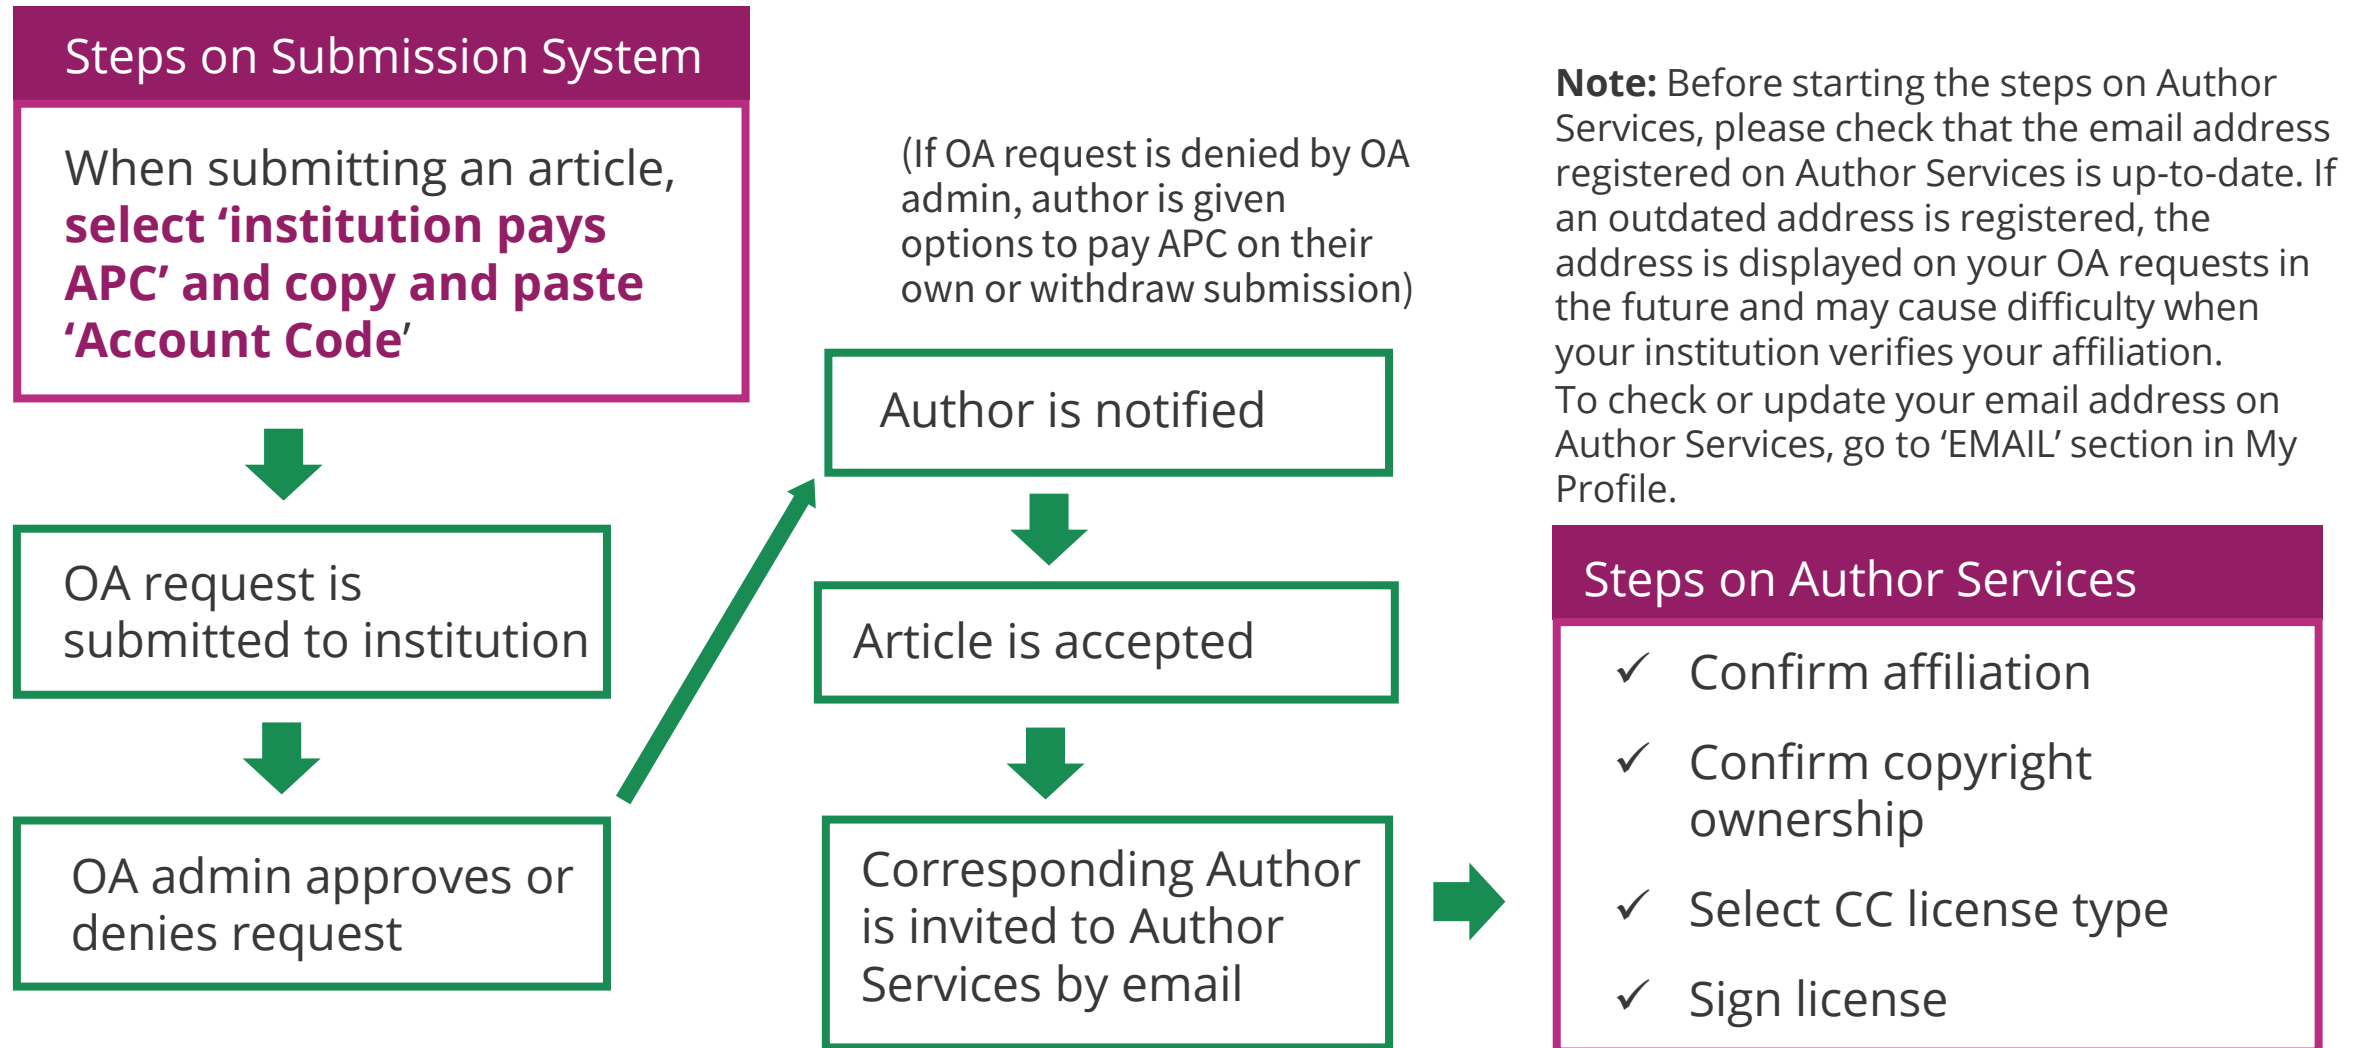 Steps on Submission System
When submitting an article,
select ‘institution pays
APC’ and copy and paste
‘Account Code’
OA request is
submitted to institution
OA admin approves or
denies request
(If OA request is denied by OA
admin, author is given
options to pay APC on their
own or withdraw submission)
Author is notified
Article is accepted
Corresponding Author
is invited to Author
Services by email
Note: Before starting the steps on Author
Services, please check that the email address
registered on Author Services is up-to-date. If
an outdated address is registered, the
address is displayed on your OA requests in
the future and may cause difficulty when
your institution verifies your affiliation.
To check or update your email address on
Author Services, go to ‘EMAIL’ section in My
Profile.
Steps on Author Services
✓ Confirm affiliation
✓ Confirm copyright
ownership
✓ Select CC license type
✓ Sign license